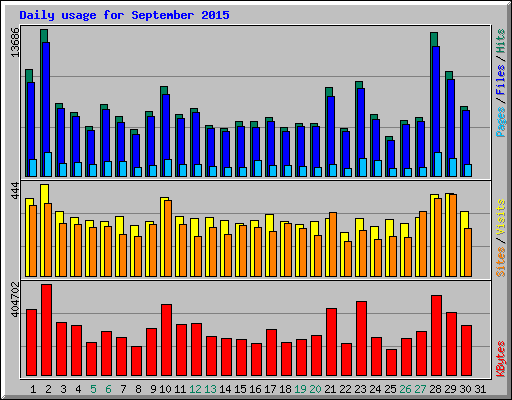 Daily usage for September 2015
13686
444
404702
Pages / Files / Hits
Sites / Visits
KBytes
1 2 3 4 5 6 7 8 9 10 11 12 13 14 15 16 17 18 19 20 21 22 23 24 25 26 27 28 29 30 31